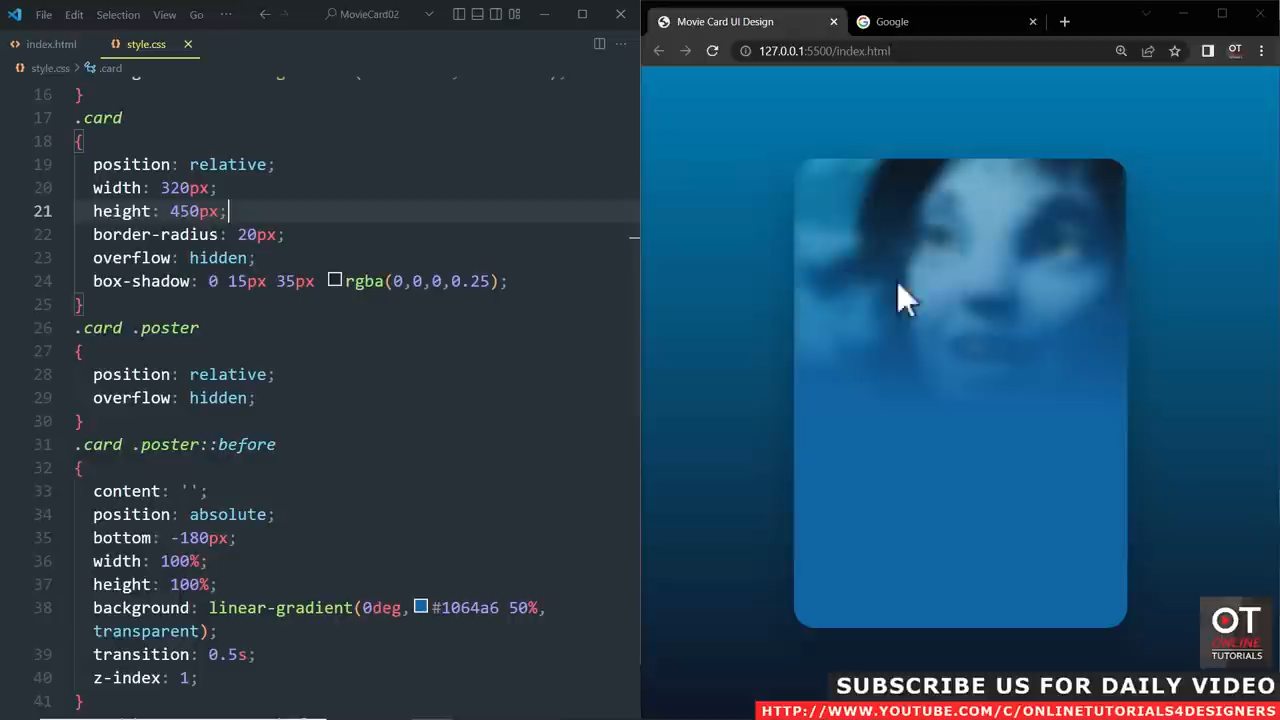 File Edit Selection View Go ··· MovieCard02
index.html style.css
style.css > .card
16 }
17 .card
18 {
19 position: relative;
20 width: 320px;
21 height: 450px;
22 border-radius: 20px;
23 overflow: hidden;
24 box-shadow: 0 15px 35px rgba(0,0,0,0.25);
25 }
26 .card .poster
27 {
28 position: relative;
29 overflow: hidden;
30 }
31 .card .poster::before
32 {
33 content: '';
34 position: absolute;
35 bottom: -180px;
36 width: 100%;
37 height: 100%;
38 background: linear-gradient(0deg,#1064a6 50%,
transparent);
39 transition: 0.5s;
40 z-index: 1;
41 }
Movie Card UI Design Google
127.0.0.1:5500/index.html
OT
OT
ONLINE
TUTORIALS
SUBSCRIBE US FOR DAILY VIDEO
HTTP://WWW.YOUTUBE.COM/C/ONLINETUTORIALS4DESIGNERS